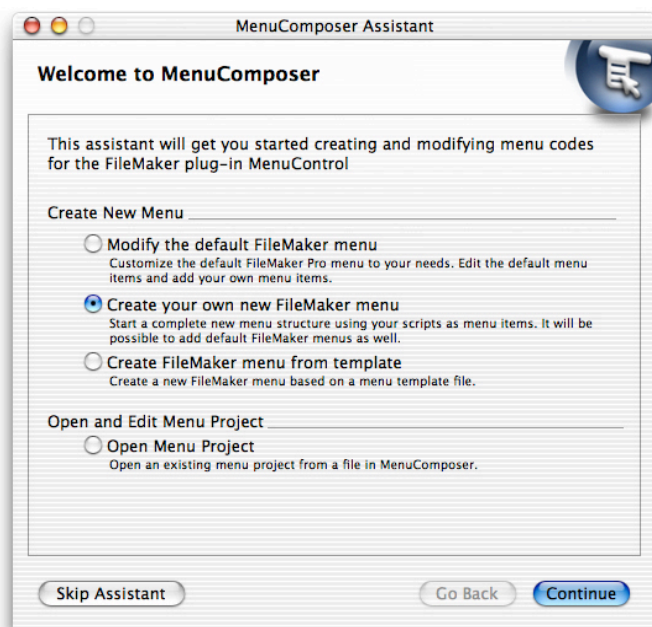 MenuComposer Assistant
Welcome to MenuComposer
This assistant will get you started creating and modifying menu codes
for the FileMaker plug-in MenuControl
Create New Menu
Modify the default FileMaker menu
Customize the default FileMaker Pro menu to your needs. Edit the default menu
items and add your own menu items.
Create your own new FileMaker menu
Start a complete new menu structure using your scripts as menu items. It will be
possible to add default FileMaker menus as well.
Create FileMaker menu from template
Create a new FileMaker menu based on a menu template file.
Open and Edit Menu Project
Open Menu Project
Open an existing menu project from a file in MenuComposer.
Skip Assistant
Go Back
Continue